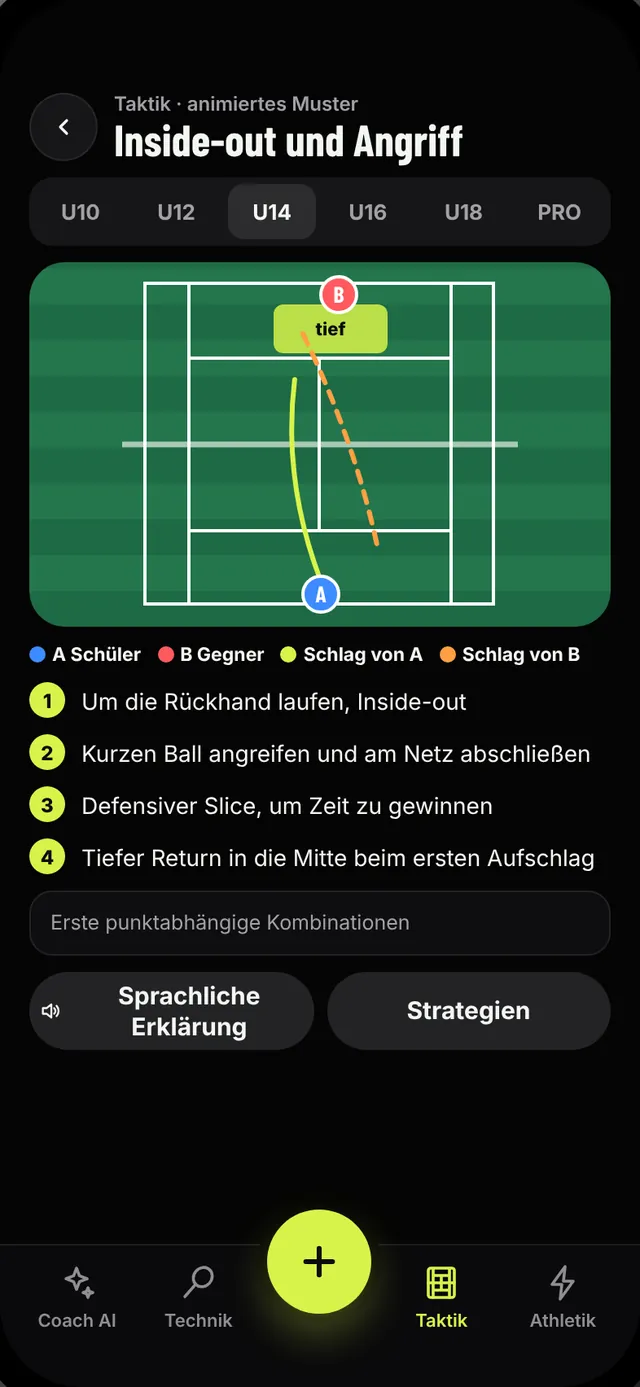 Taktik · animiertes Muster
Inside-out und Angriff
U10 U12 U14 U16 U18 PRO
B
tief
A
A Schüler B Gegner Schlag von A Schlag von B
1 Um die Rückhand laufen, Inside-out
2 Kurzen Ball angreifen und am Netz abschließen
3 Defensiver Slice, um Zeit zu gewinnen
4 Tiefer Return in die Mitte beim ersten Aufschlag
Erste punktabhängige Kombinationen
Sprachliche
Erklärung
Strategien
Coach AI Technik Taktik Athletik